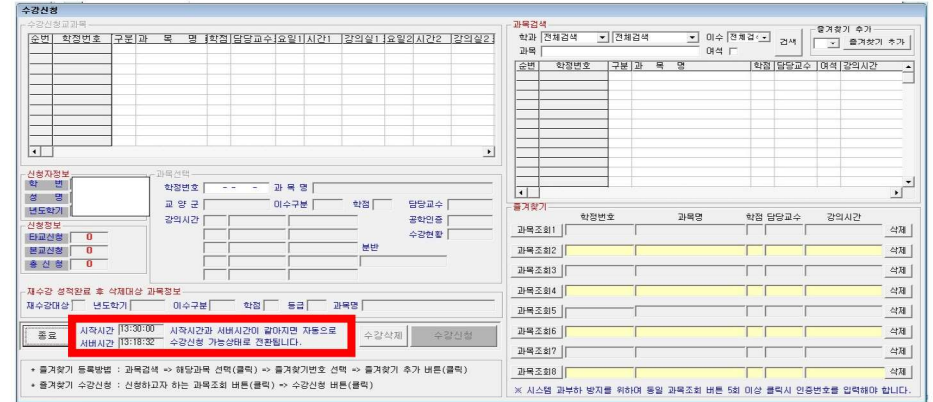 수강신청
수강신청교과목
순번 학정번호 구분 과 목 명 학점 담당교수 요일1 시간1 강의실1 요일2 시간2 강의실2
신청자정보
학 번
성 명
년도학기
신청정보
타교신청 0
본교신청 0
총 신 청 0
과목선택
학정번호 -- - 과 목 명
교 양 군 이수구분 학점 담당교수
강의시간 공학인증
수강현황
분반
재수강 성적완료 후 삭제대상 과목정보
재수강대상 년도학기 이수구분 학점 등급 과목명
종료
시작시간 13:30:00 시작시간과 서버시간이 같아지면 자동으로
서버시간 13:18:32 수강신청 가능상태로 전환됩니다.
수강삭제 수강신청
+ 즐겨찾기 등록방법 : 과목검색 => 해당과목 선택(클릭) => 즐겨찾기번호 선택 => 즐겨찾기 추가 버튼(클릭)
+ 즐겨찾기 수강신청 : 신청하고자 하는 과목조회 버튼(클릭) => 수강신청 버튼(클릭)
과목검색
학과 전체검색 전체검색 이수 전체검 검색
과목 여석
즐겨찾기 추가
즐겨찾기 추가
순번 학정번호 구분 과 목 명 학점 담당교수 여석 강의시간
즐겨찾기
학정번호 과목명 학점 담당교수 강의시간
과목조회1 삭제
과목조회2 삭제
과목조회3 삭제
과목조회4 삭제
과목조회5 삭제
과목조회6 삭제
과목조회7 삭제
과목조회8 삭제
※ 시스템 과부하 방지를 위하여 동일 과목조회 버튼 5회 이상 클릭시 인증번호를 입력해야 합니다.